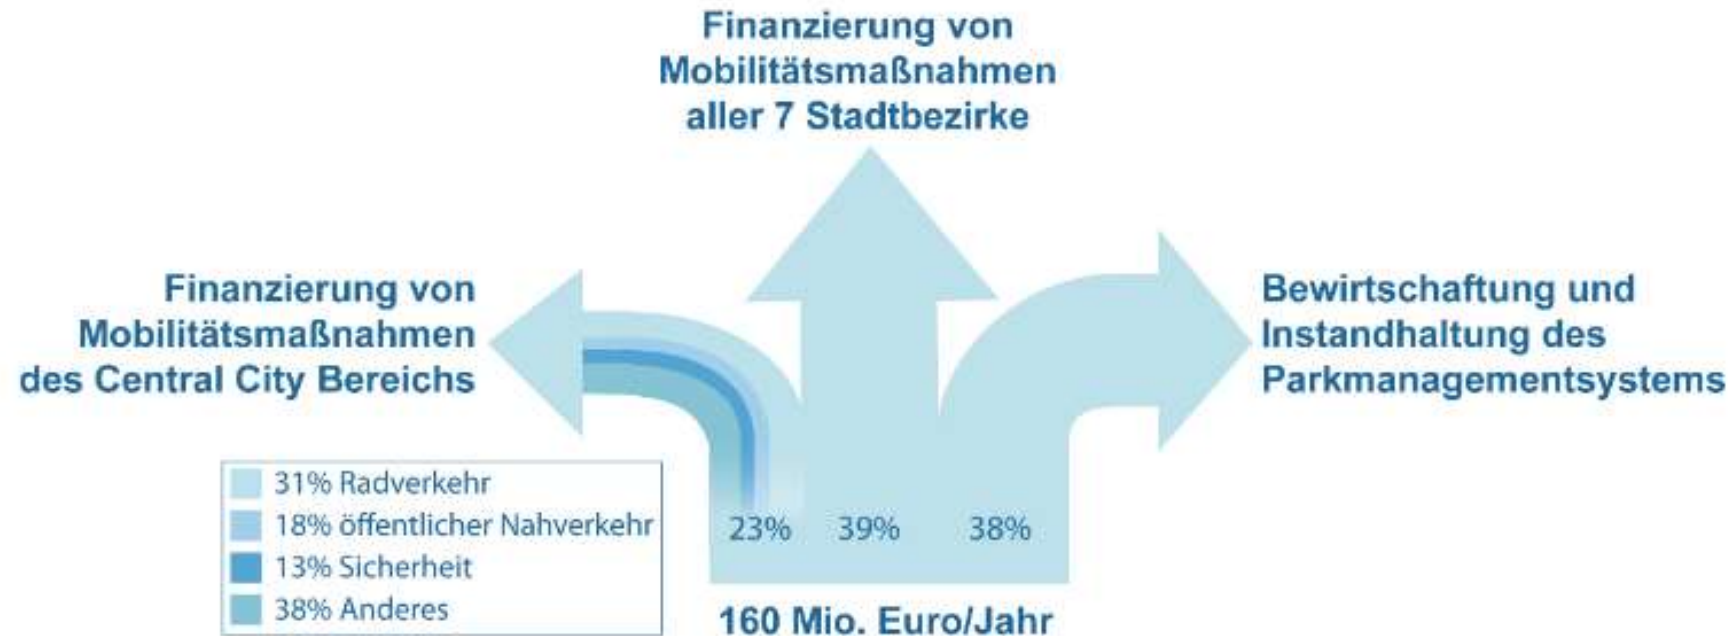 Finanzierung von
Mobilitätsmaßnahmen
aller 7 Stadtbezirke
Finanzierung von
Mobilitätsmaßnahmen
des Central City Bereichs
Bewirtschaftung und
Instandhaltung des
Parkmanagementsystems
31% Radverkehr
18% öffentlicher Nahverkehr
13% Sicherheit
38% Anderes
23% 39% 38%
160 Mio. Euro/Jahr